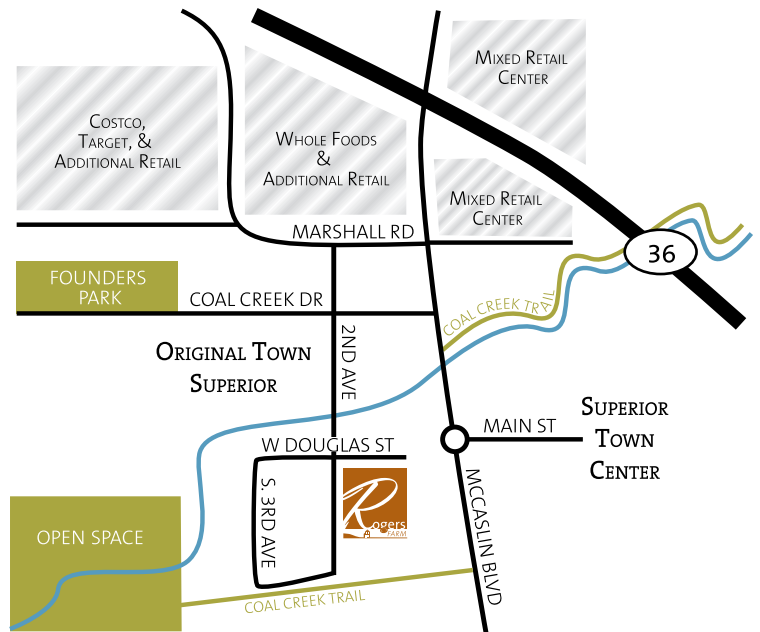 MIXED RETAIL
CENTER
COSTCO,
TARGET, &
ADDITIONAL RETAIL
WHOLE FOODS
&
ADDITIONAL RETAIL
MIXED RETAIL
CENTER
MARSHALL RD
36
FOUNDERS
PARK
COAL CREEK DR
COAL CREEK TRAIL
2ND AVE
ORIGINAL TOWN
SUPERIOR
SUPERIOR
TOWN
CENTER
MAIN ST
W DOUGLAS ST
S. 3RD AVE
Rogers
FARM
MCCASLIN BLVD
OPEN SPACE
COAL CREEK TRAIL